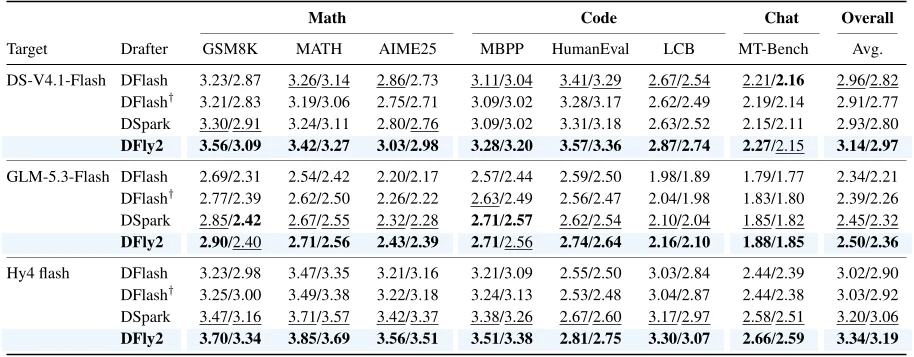 Math Code Chat Overall
Target Drafter GSM8K MATH AIME25 MBPP HumanEval LCB MT-Bench Avg.
DS-V4.1-Flash DFlash 3.23/2.87 3.26/3.14 2.86/2.73 3.11/3.04 3.41/3.29 2.67/2.54 2.21/2.16 2.96/2.82
DFlash† 3.21/2.83 3.19/3.06 2.75/2.71 3.09/3.02 3.28/3.17 2.62/2.49 2.19/2.14 2.91/2.77
DSpark 3.30/2.91 3.24/3.11 2.80/2.76 3.09/3.02 3.31/3.18 2.63/2.52 2.15/2.11 2.93/2.80
DFly2 3.56/3.09 3.42/3.27 3.03/2.98 3.28/3.20 3.57/3.36 2.87/2.74 2.27/2.15 3.14/2.97
GLM-5.3-Flash DFlash 2.69/2.31 2.54/2.42 2.20/2.17 2.57/2.44 2.59/2.50 1.98/1.89 1.79/1.77 2.34/2.21
DFlash† 2.77/2.39 2.62/2.50 2.26/2.22 2.63/2.49 2.56/2.47 2.04/1.98 1.83/1.80 2.39/2.26
DSpark 2.85/2.42 2.67/2.55 2.32/2.28 2.71/2.57 2.62/2.54 2.10/2.04 1.85/1.82 2.45/2.32
DFly2 2.90/2.40 2.71/2.56 2.43/2.39 2.71/2.56 2.74/2.64 2.16/2.10 1.88/1.85 2.50/2.36
Hy4 flash DFlash 3.23/2.98 3.47/3.35 3.21/3.16 3.21/3.09 2.55/2.50 3.03/2.84 2.44/2.39 3.02/2.90
DFlash† 3.25/3.00 3.49/3.38 3.22/3.18 3.24/3.13 2.53/2.48 3.04/2.87 2.44/2.38 3.03/2.92
DSpark 3.47/3.16 3.71/3.57 3.42/3.37 3.38/3.26 2.67/2.60 3.17/2.97 2.58/2.51 3.20/3.06
DFly2 3.70/3.34 3.85/3.69 3.56/3.51 3.51/3.38 2.81/2.75 3.30/3.07 2.66/2.59 3.34/3.19